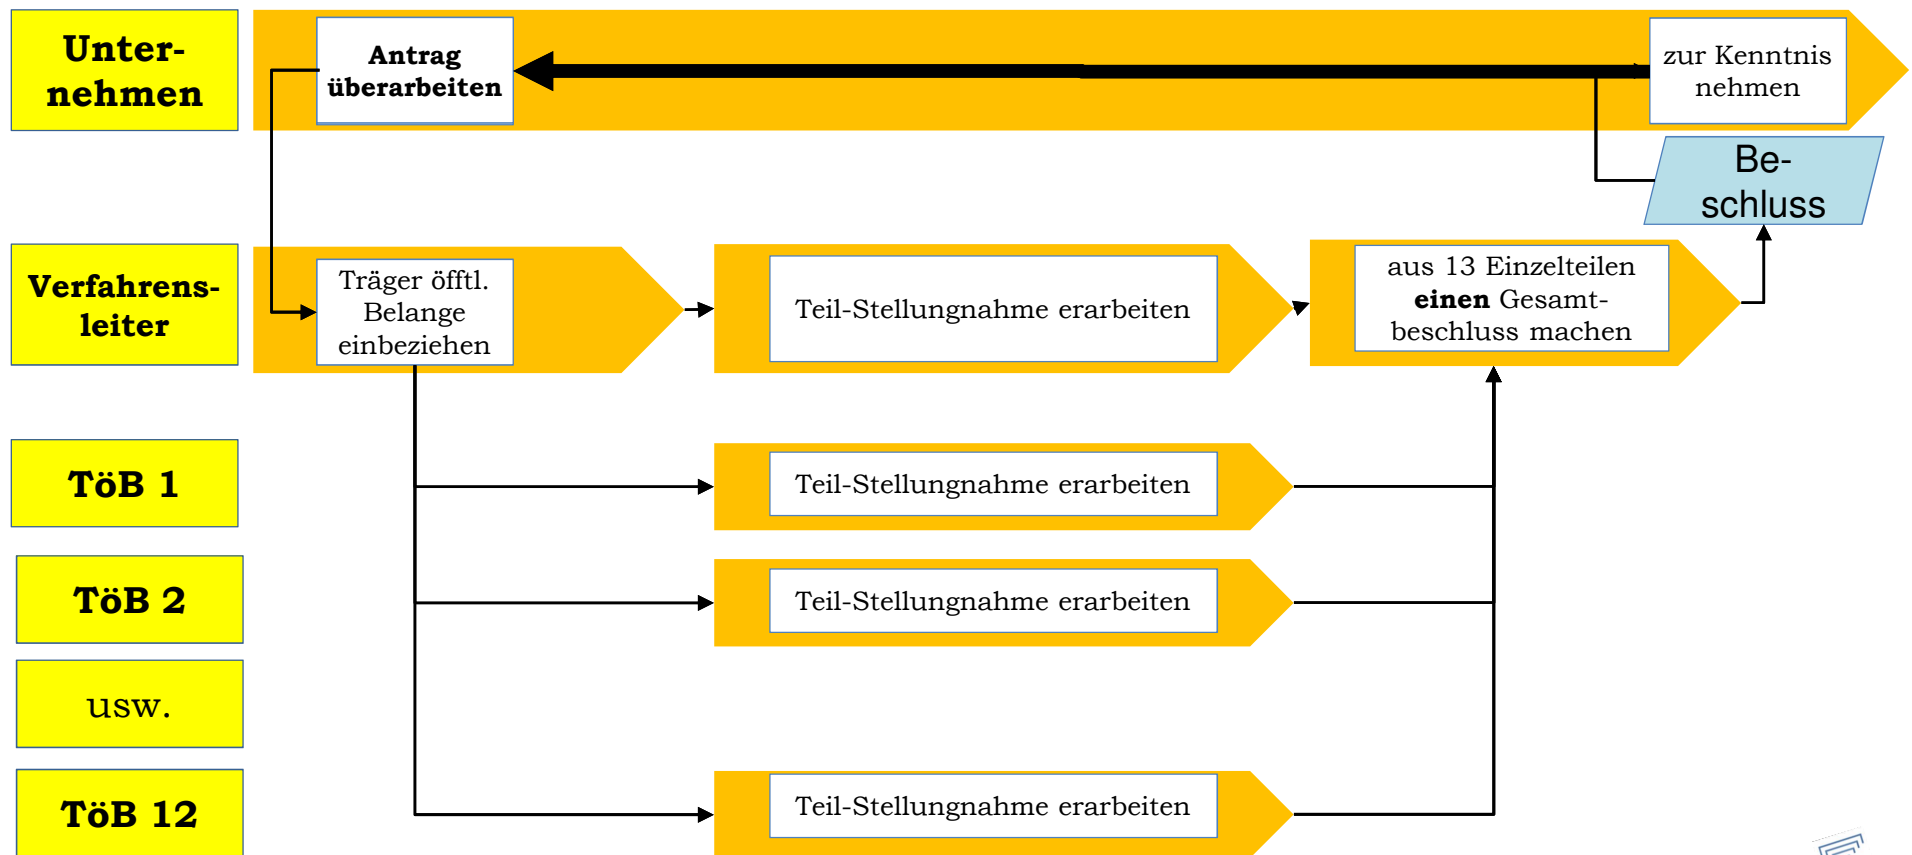 Unter-
nehmen
Antrag
überarbeiten
zur Kenntnis
nehmen
Be-
schluss
Verfahrens-
leiter
Träger öfftl.
Belange
einbeziehen
Teil-Stellungnahme erarbeiten
aus 13 Einzelteilen
einen Gesamt-
beschluss machen
TöB 1
Teil-Stellungnahme erarbeiten
TöB 2
Teil-Stellungnahme erarbeiten
usw.
TöB 12
Teil-Stellungnahme erarbeiten